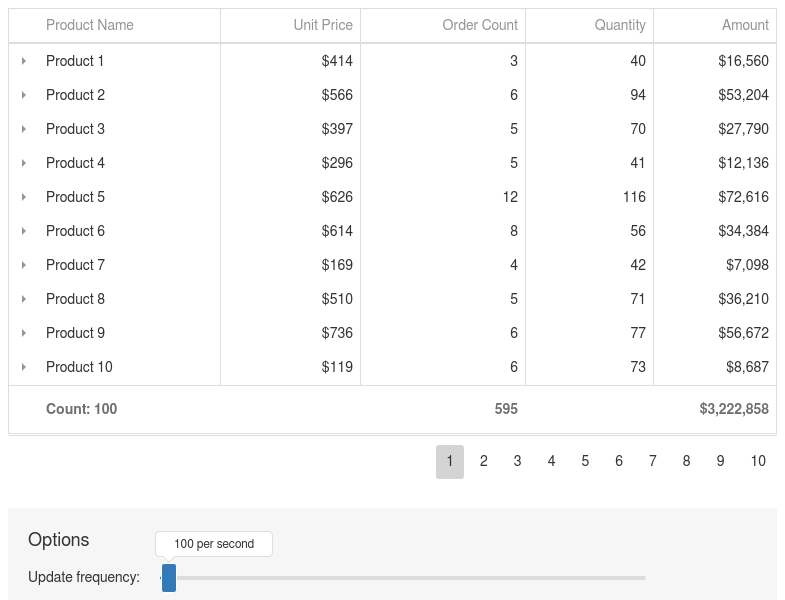 Product Name Unit Price Order Count Quantity Amount
Product 1 $414 3 40 $16,560
Product 2 $566 6 94 $53,204
Product 3 $397 5 70 $27,790
Product 4 $296 5 41 $12,136
Product 5 $626 12 116 $72,616
Product 6 $614 8 56 $34,384
Product 7 $169 4 42 $7,098
Product 8 $510 5 71 $36,210
Product 9 $736 6 77 $56,672
Product 10 $119 6 73 $8,687
Count: 100 595 $3,222,858
1 2 3 4 5 6 7 8 9 10
Options
100 per second
Update frequency: